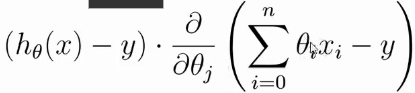 (h_θ(x) − y) · ∂/∂θ_j (∑_{i=0}^{n} θ_i x_i − y)